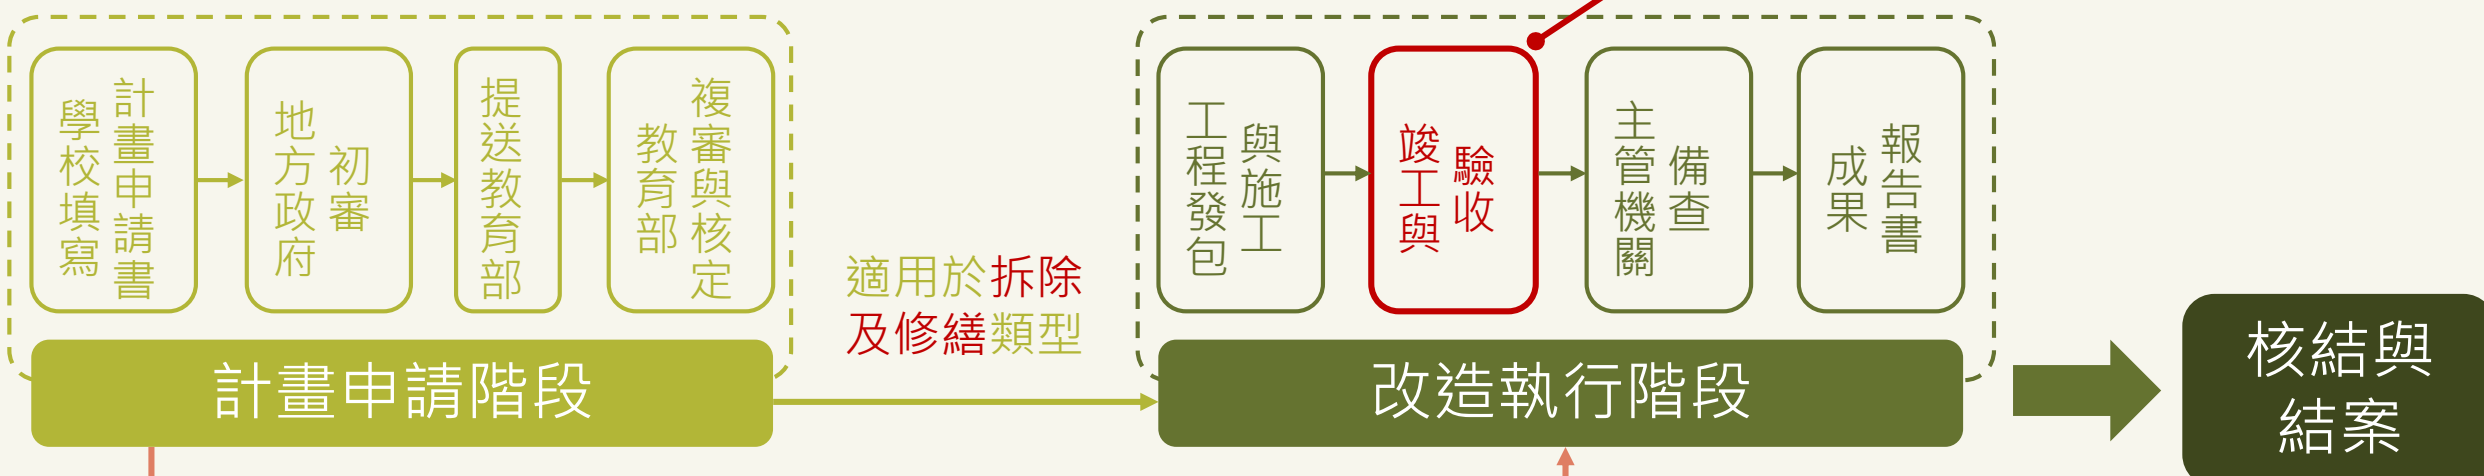 學校填寫
計畫申請書
地方政府
初審
提送教育部
教育部
複審與核定
計畫申請階段
適用於拆除
及修繕類型
工程發包
與施工
竣工與
驗收
主管機關
備查
成果
報告書
改造執行階段
核結與
結案